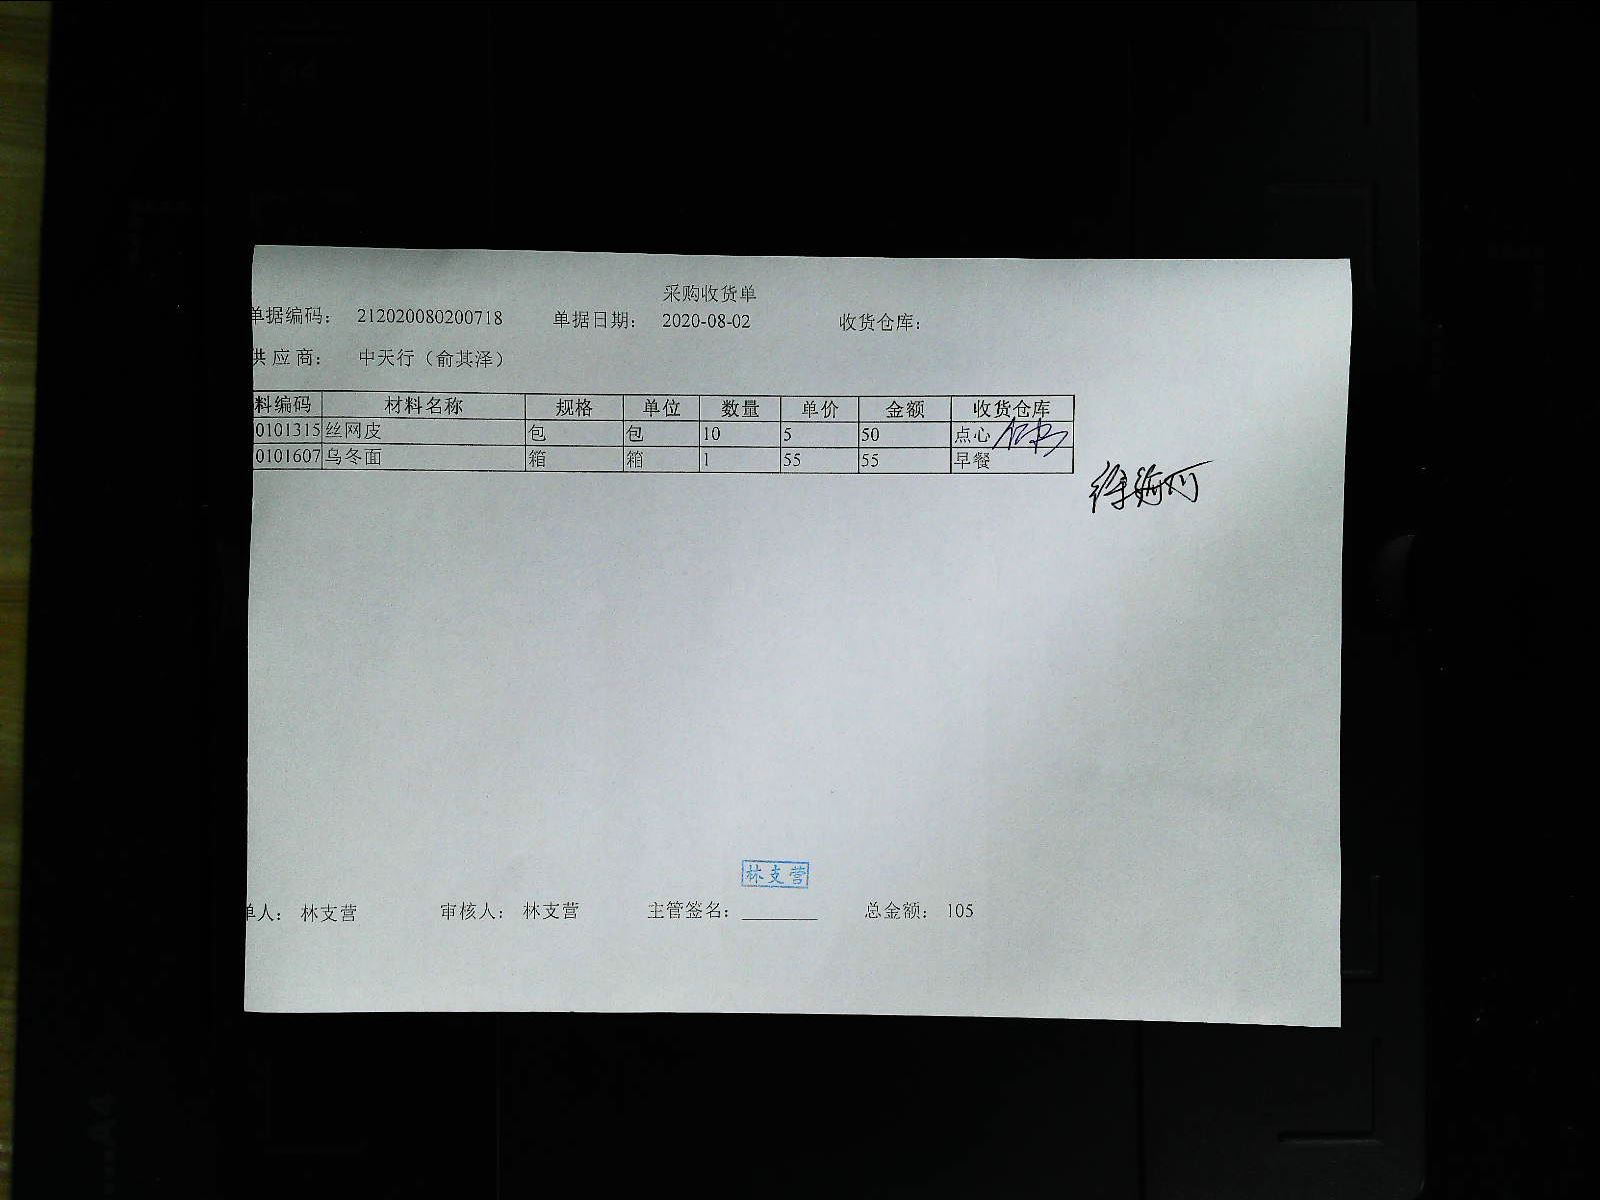 采购收货单
单据编码： 212020080200718 单据日期： 2020-08-02 收货仓库：
供应商： 中天行（俞其泽）
料编码 材料名称 规格 单位 数量 单价 金额 收货仓库
0101315 丝网皮 包 包 10 5 50 点心
0101607 乌冬面 箱 箱 1 55 55 早餐
林支营
单人： 林支营 审核人： 林支营 主管签名： 总金额： 105